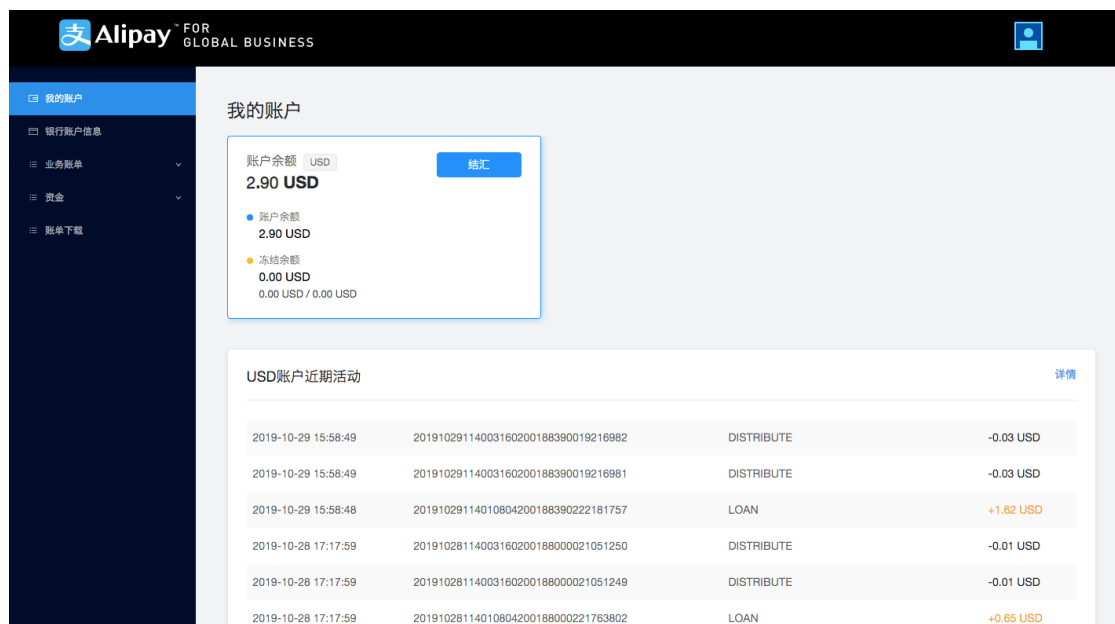 支 Alipay™ FOR
GLOBAL BUSINESS
我的账户
银行账户信息
业务账单
资金
账单下载
我的账户
账户余额 USD
结汇
2.90 USD
账户余额
2.90 USD
冻结余额
0.00 USD
0.00 USD / 0.00 USD
USD账户近期活动
详情
2019-10-29 15:58:49 20191029114003160200188390019216982 DISTRIBUTE -0.03 USD
2019-10-29 15:58:49 20191029114003160200188390019216981 DISTRIBUTE -0.03 USD
2019-10-29 15:58:48 20191029114010804200188390222181757 LOAN +1.62 USD
2019-10-28 17:17:59 20191028114003160200188000021051250 DISTRIBUTE -0.01 USD
2019-10-28 17:17:59 20191028114003160200188000021051249 DISTRIBUTE -0.01 USD
2019-10-28 17:17:59 20191028114010804200188000221763802 LOAN +0.65 USD